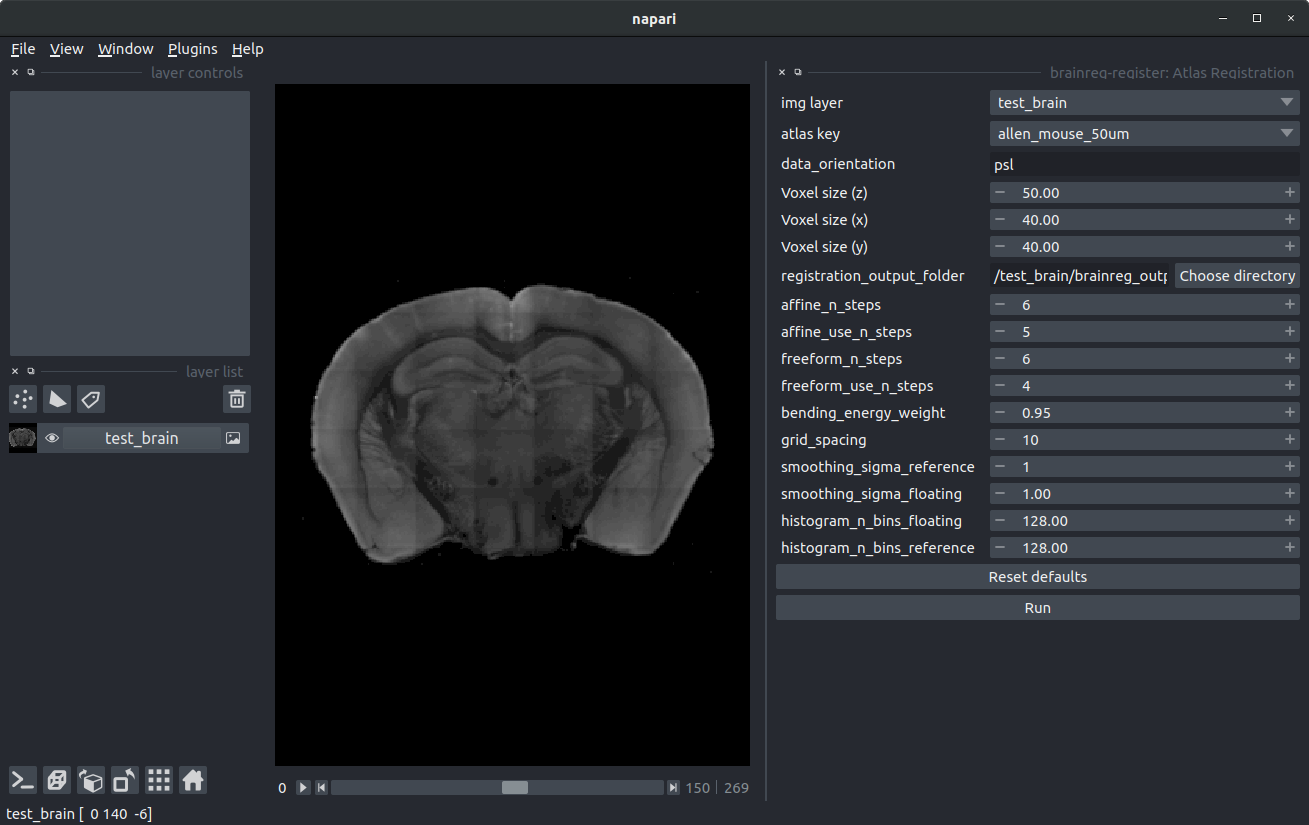 napari
File View Window Plugins Help
layer controls
layer list
test_brain
0 150 269
test_brain [ 0 140 -6]
brainreg-register: Atlas Registration
img layer test_brain
atlas key allen_mouse_50um
data_orientation psl
Voxel size (z) 50.00
Voxel size (x) 40.00
Voxel size (y) 40.00
registration_output_folder /test_brain/brainreg_outp Choose directory
affine_n_steps 6
affine_use_n_steps 5
freeform_n_steps 6
freeform_use_n_steps 4
bending_energy_weight 0.95
grid_spacing 10
smoothing_sigma_reference 1
smoothing_sigma_floating 1.00
histogram_n_bins_floating 128.00
histogram_n_bins_reference 128.00
Reset defaults
Run